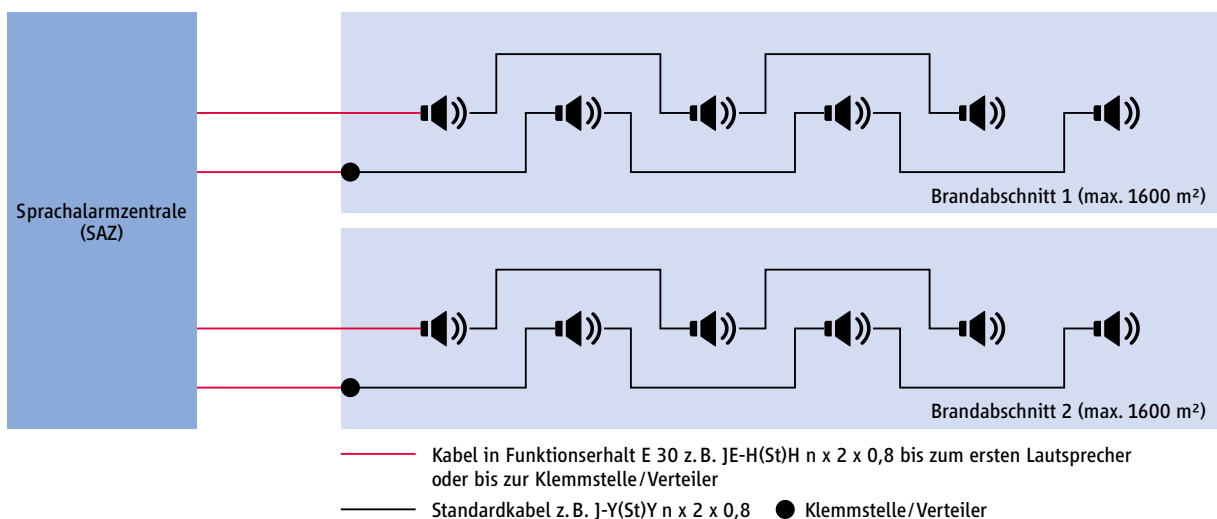 Sprachalarmzentrale
(SAZ)
Brandabschnitt 1 (max. 1600 m²)
Brandabschnitt 2 (max. 1600 m²)
Kabel in Funktionserhalt E 30 z. B. JE-H(St)H n x 2 x 0,8 bis zum ersten Lautsprecher
oder bis zur Klemmstelle/Verteiler
Standardkabel z. B. J-Y(St)Y n x 2 x 0,8
Klemmstelle/Verteiler